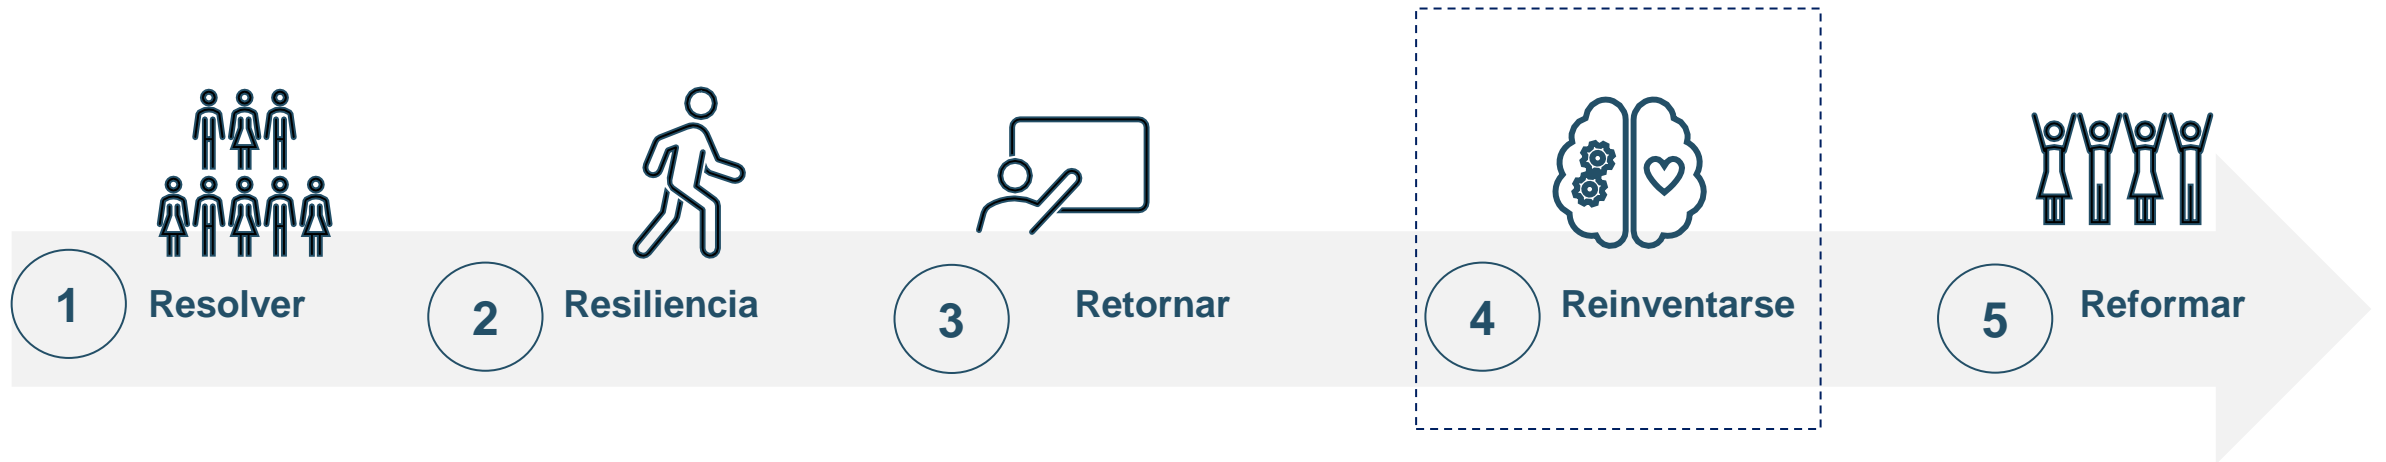 1 Resolver
2 Resiliencia
3 Retornar
4 Reinventarse
5 Reformar